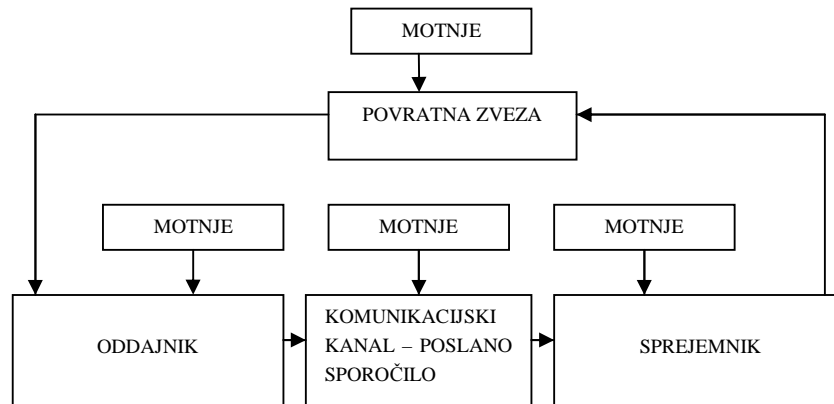 MOTNJE
POVRATNA ZVEZA
MOTNJE
MOTNJE
MOTNJE
ODDAJNIK
KOMUNIKACIJSKI
KANAL – POSLANO
SPOROČILO
SPREJEMNIK